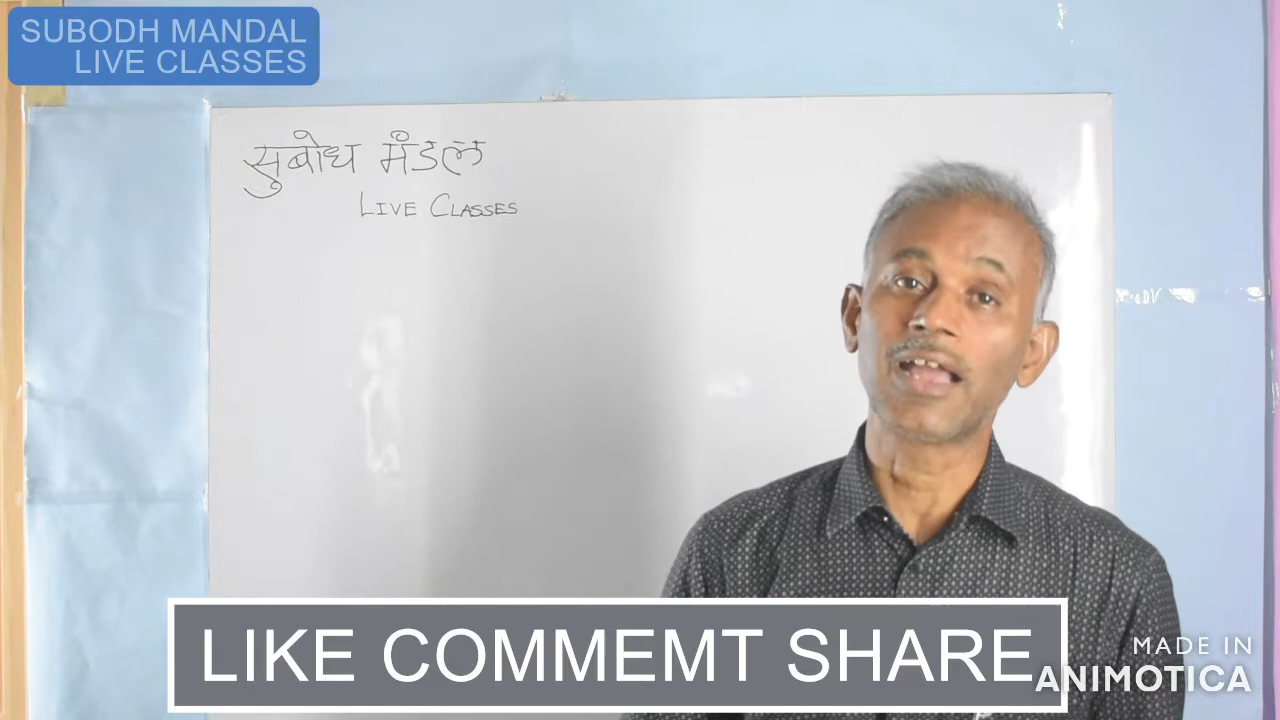 SUBODH MANDAL
LIVE CLASSES
सुबोध मंडल
LIVE CLASSES
LIKE COMMEMT SHARE
MADE IN
ANIMOTICA